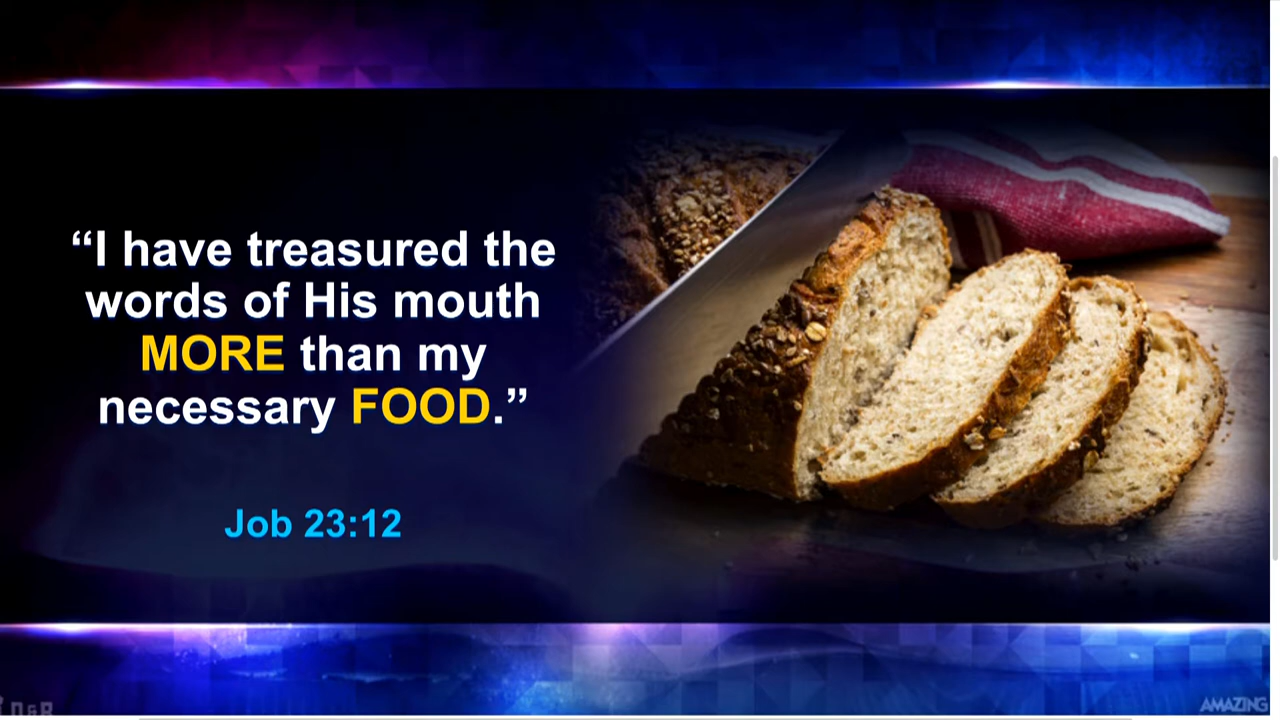 “I have treasured the
words of His mouth
MORE than my
necessary FOOD.”
Job 23:12
AMAZING